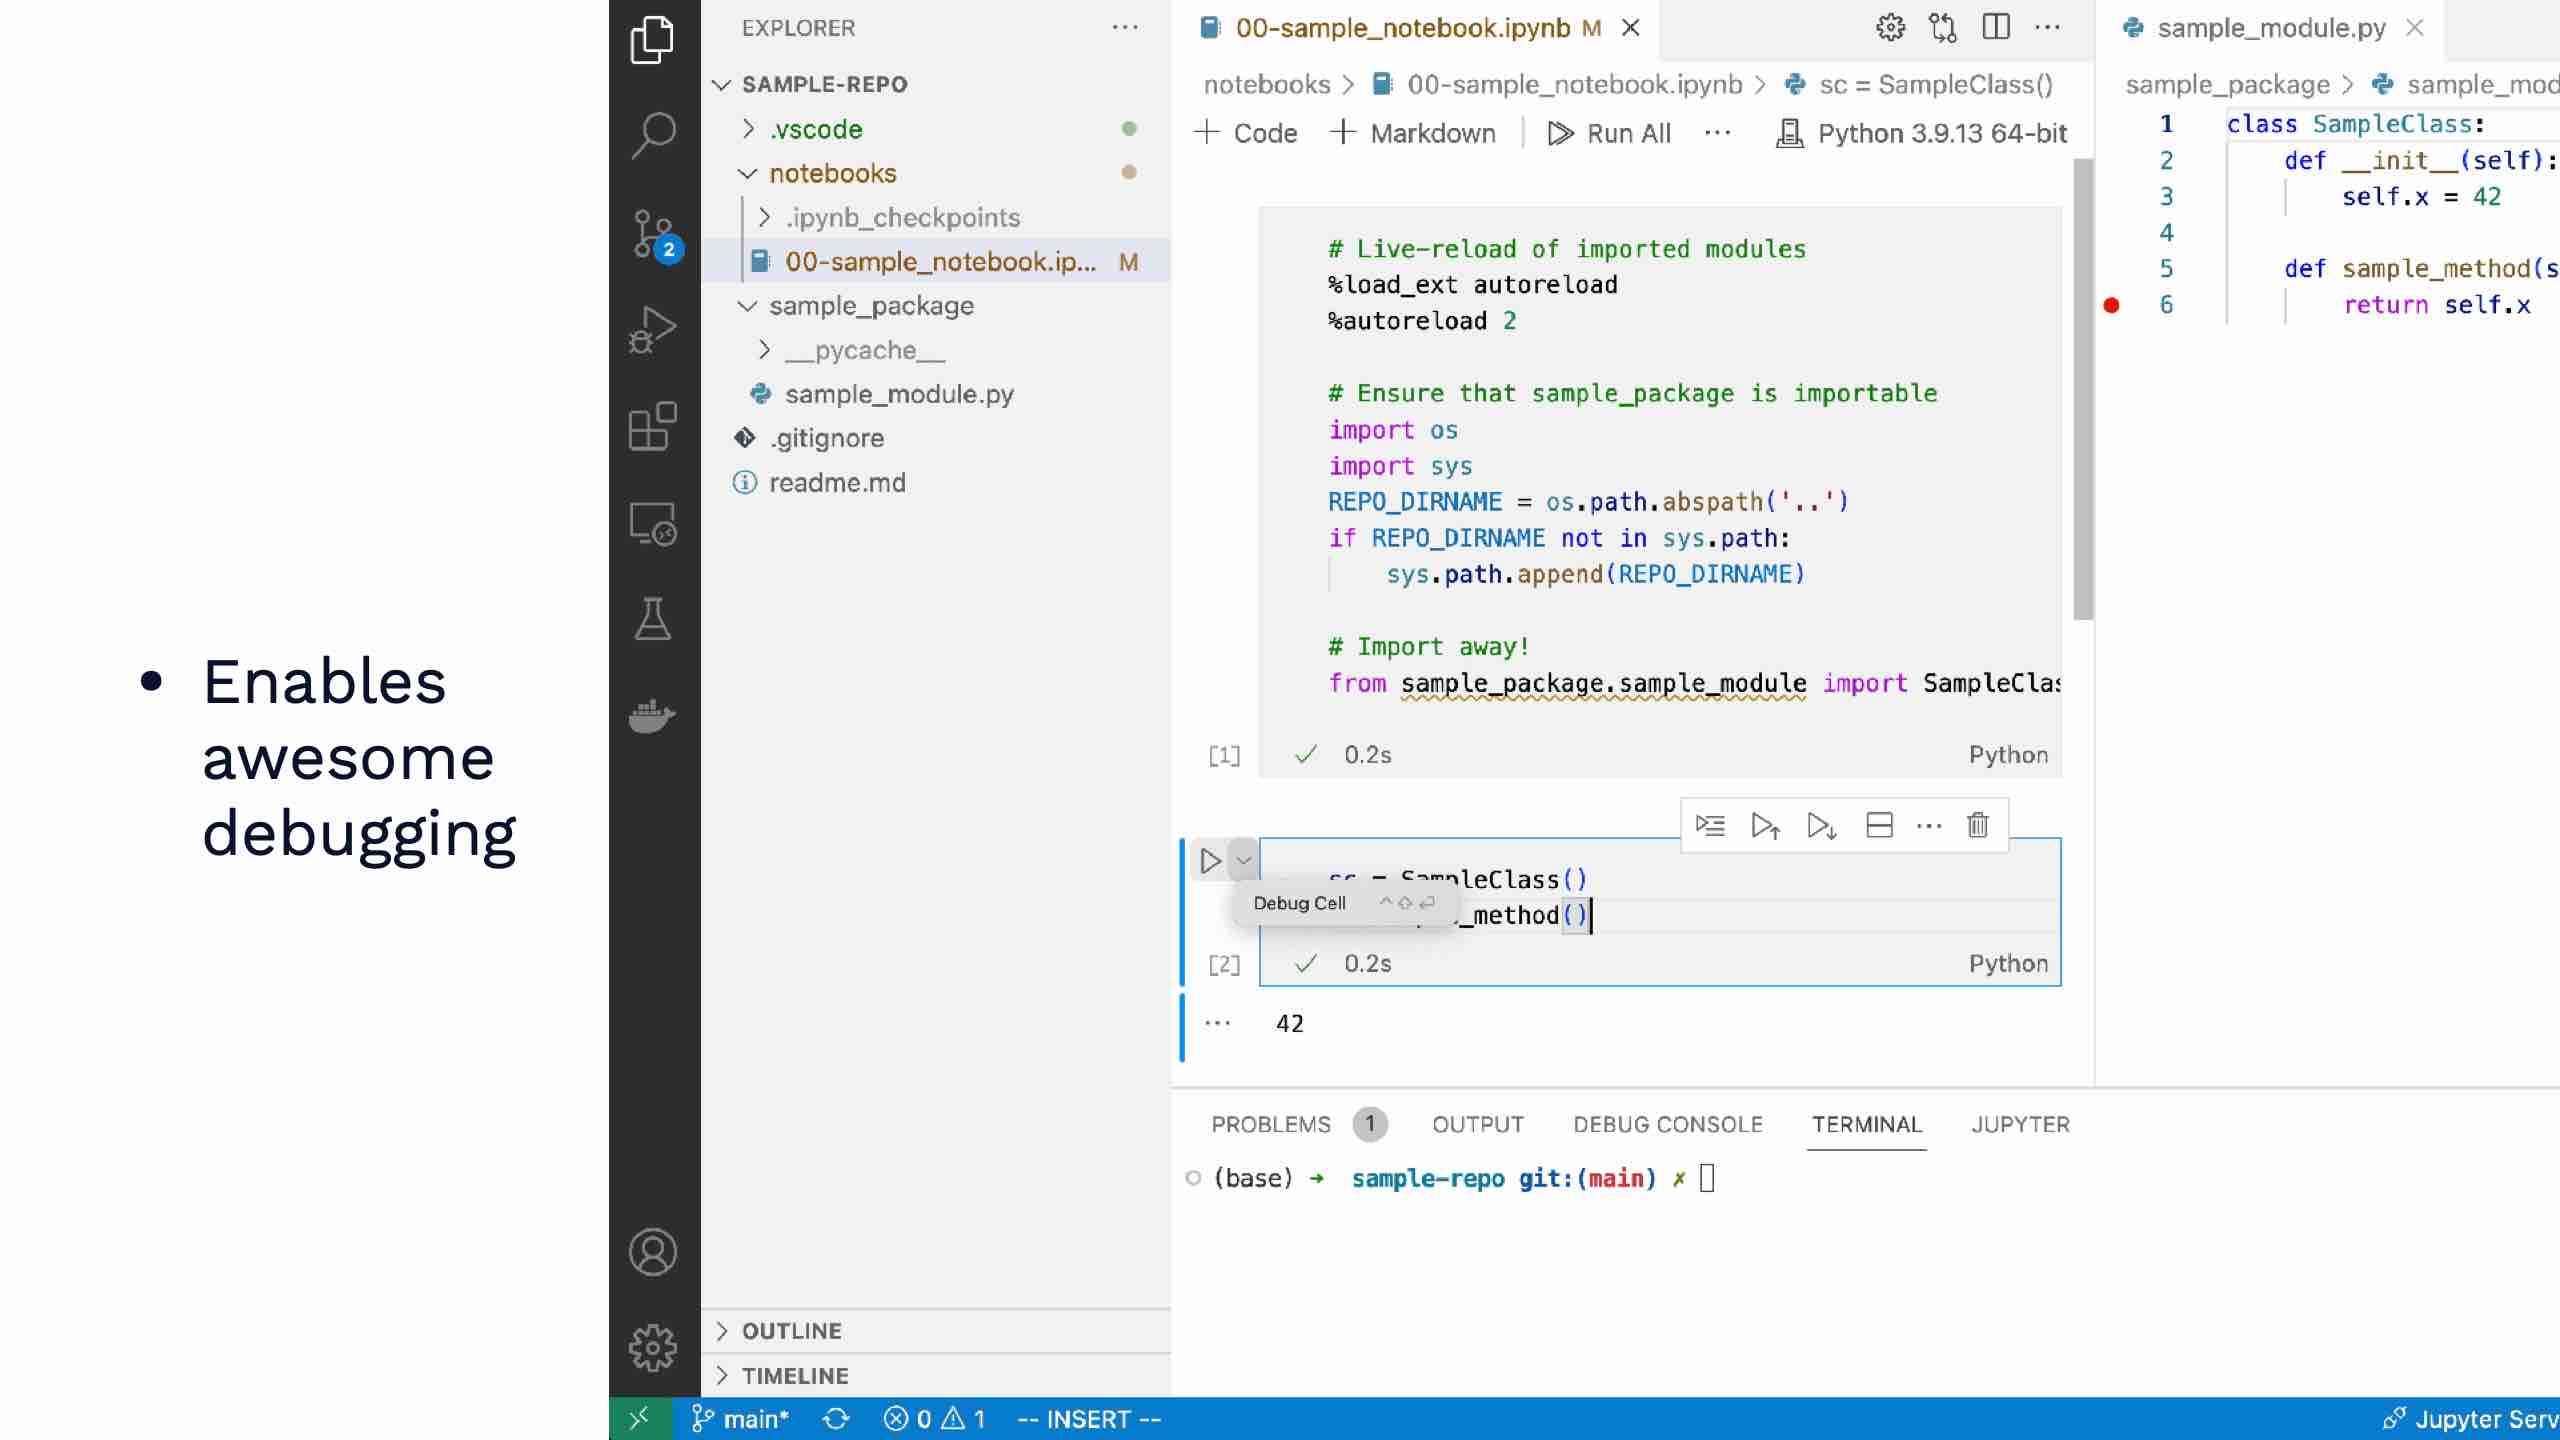 • Enables
awesome
debugging
EXPLORER
SAMPLE-REPO
.vscode
notebooks
.ipynb_checkpoints
00-sample_notebook.ip... M
sample_package
__pycache__
sample_module.py
.gitignore
readme.md
OUTLINE
TIMELINE
2
00-sample_notebook.ipynb M
notebooks > 00-sample_notebook.ipynb > sc = SampleClass()
+ Code + Markdown Run All ... Python 3.9.13 64-bit
# Live-reload of imported modules
%load_ext autoreload
%autoreload 2
# Ensure that sample_package is importable
import os
import sys
REPO_DIRNAME = os.path.abspath('..')
if REPO_DIRNAME not in sys.path:
sys.path.append(REPO_DIRNAME)
# Import away!
from sample_package.sample_module import SampleClas
[1] ✓ 0.2s Python
= SampleClass()
Debug Cell ^⇧⏎
_method()
[2] ✓ 0.2s Python
... 42
sample_module.py
sample_package > sample_mod
1 class SampleClass:
2 def __init__(self):
3 self.x = 42
4
5 def sample_method(s
6 return self.x
PROBLEMS 1 OUTPUT DEBUG CONSOLE TERMINAL JUPYTER
(base) → sample-repo git:(main) ✗
main* 0 1 -- INSERT -- Jupyter Serv